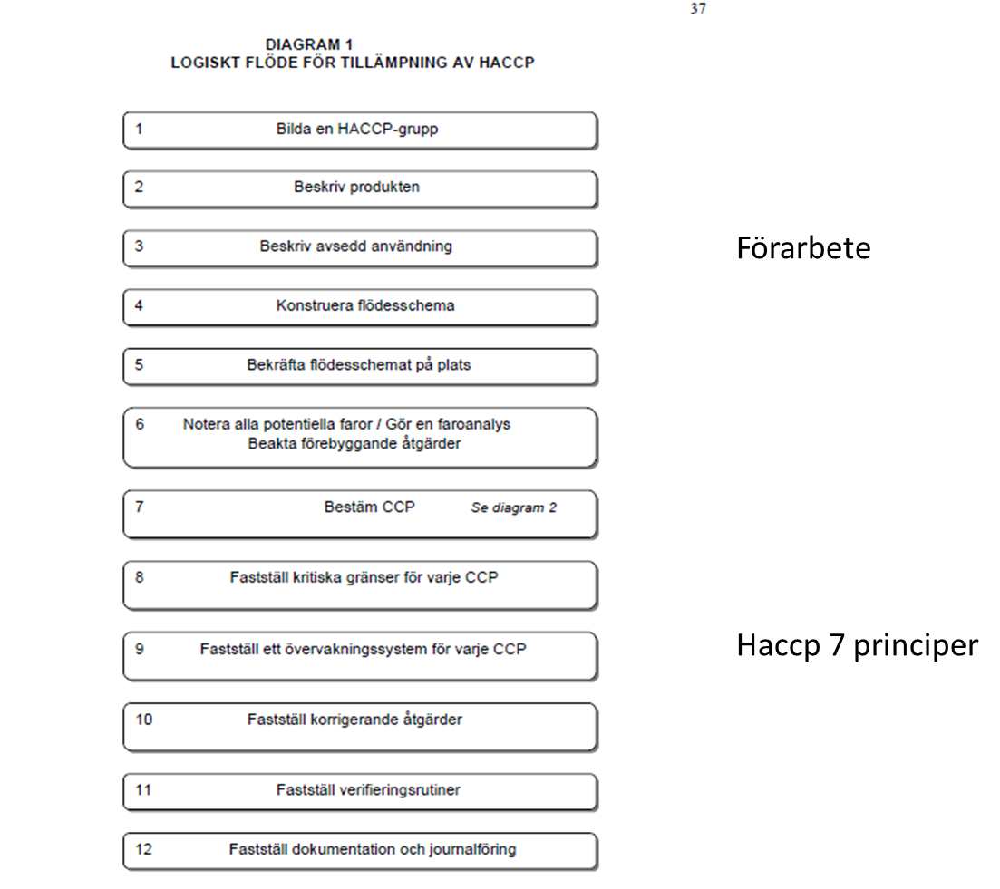 37
DIAGRAM 1
LOGISKT FLÖDE FÖR TILLÄMPNING AV HACCP
1 Bilda en HACCP-grupp
2 Beskriv produkten
3 Beskriv avsedd användning
Förarbete
4 Konstruera flödesschema
5 Bekräfta flödesschemat på plats
6 Notera alla potentiella faror / Gör en faroanalys
Beakta förebyggande åtgärder
7 Bestäm CCP Se diagram 2
8 Fastställ kritiska gränser för varje CCP
9 Fastställ ett övervakningssystem för varje CCP
Haccp 7 principer
10 Fastställ korrigerande åtgärder
11 Fastställ verifieringsrutiner
12 Fastställ dokumentation och journalföring